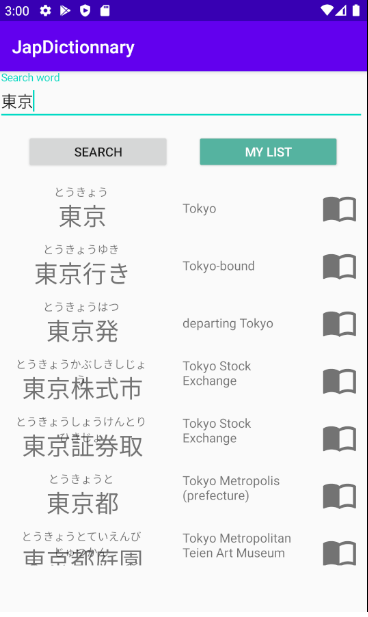 3:00
JapDictionnary
Search word
東京
SEARCH
MY LIST
とうきょう
東京
Tokyo
とうきょうゆき
東京行き
Tokyo-bound
とうきょうはつ
東京発
departing Tokyo
とうきょうかぶしきしじょ
う
東京株式市
Tokyo Stock
Exchange
とうきょうしょうけんとり
東京証券取
Tokyo Stock
Exchange
とうきょうと
東京都
Tokyo Metropolis
(prefecture)
とうきょうとていえんび
東京都庭園
Tokyo Metropolitan
Teien Art Museum